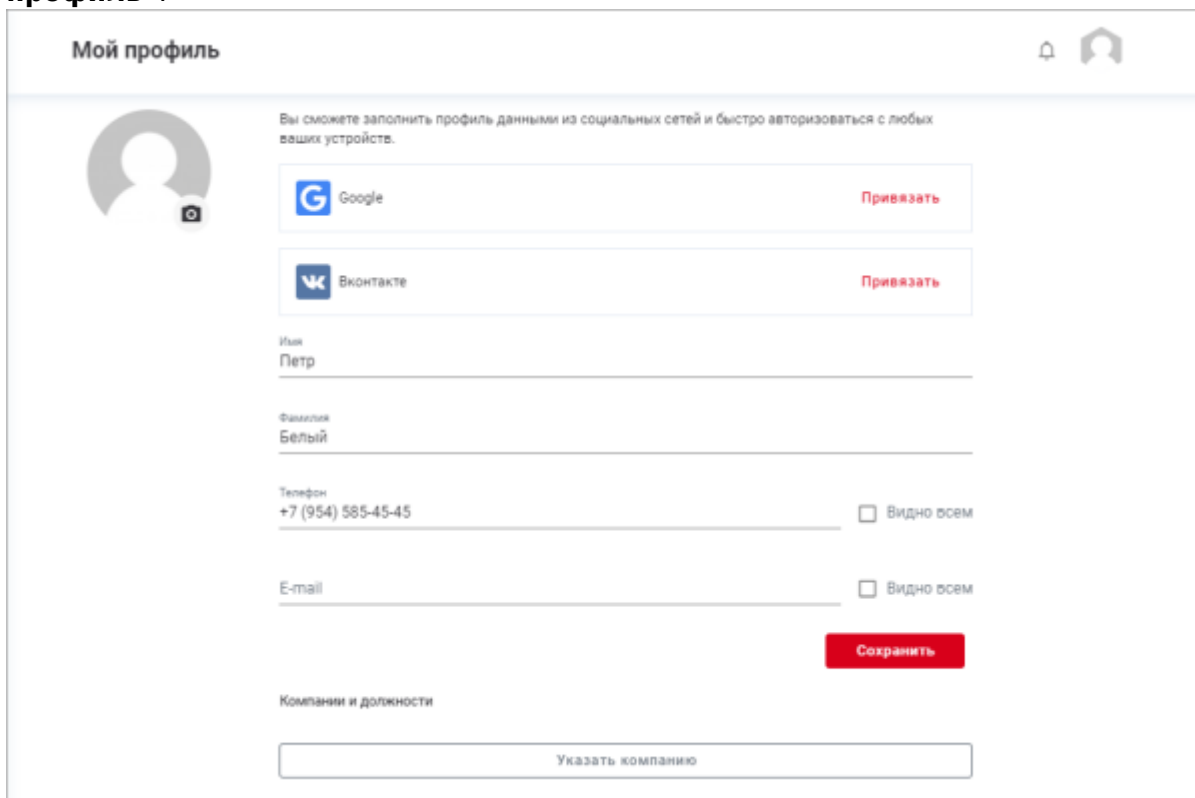 Мой профиль
Вы сможете заполнить профиль данными из социальных сетей и быстро авторизоваться с любых
ваших устройств.
Google
Привязать
Вконтакте
Привязать
Имя
Петр
Фамилия
Белый
Телефон
+7 (954) 585-45-45
Видно всем
E-mail
Видно всем
Сохранить
Компании и должности
Указать компанию